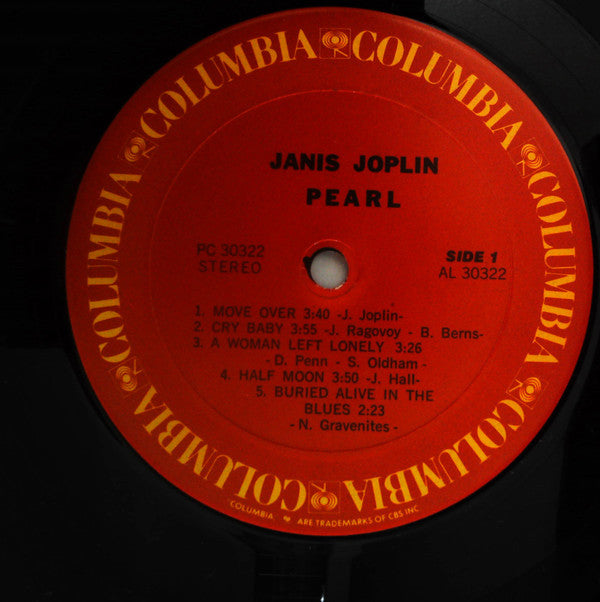 COLUMBIA COLUMBIA COLUMBIA COLUMBIA COLUMBIA COLUMBIA COLUMBIA COLUMBIA
JANIS JOPLIN
PEARL
PC 30322
STEREO
SIDE 1
AL 30322
1. MOVE OVER 3:40 -J. Joplin-
2. CRY BABY 3:55 -J. Ragovoy - B. Berns-
3. A WOMAN LEFT LONELY 3:26
-D. Penn - S. Oldham-
4. HALF MOON 3:50 -J. Hall-
5. BURIED ALIVE IN THE
BLUES 2:23
-N. Gravenites-
COLUMBIA, ARE TRADEMARKS OF CBS INC